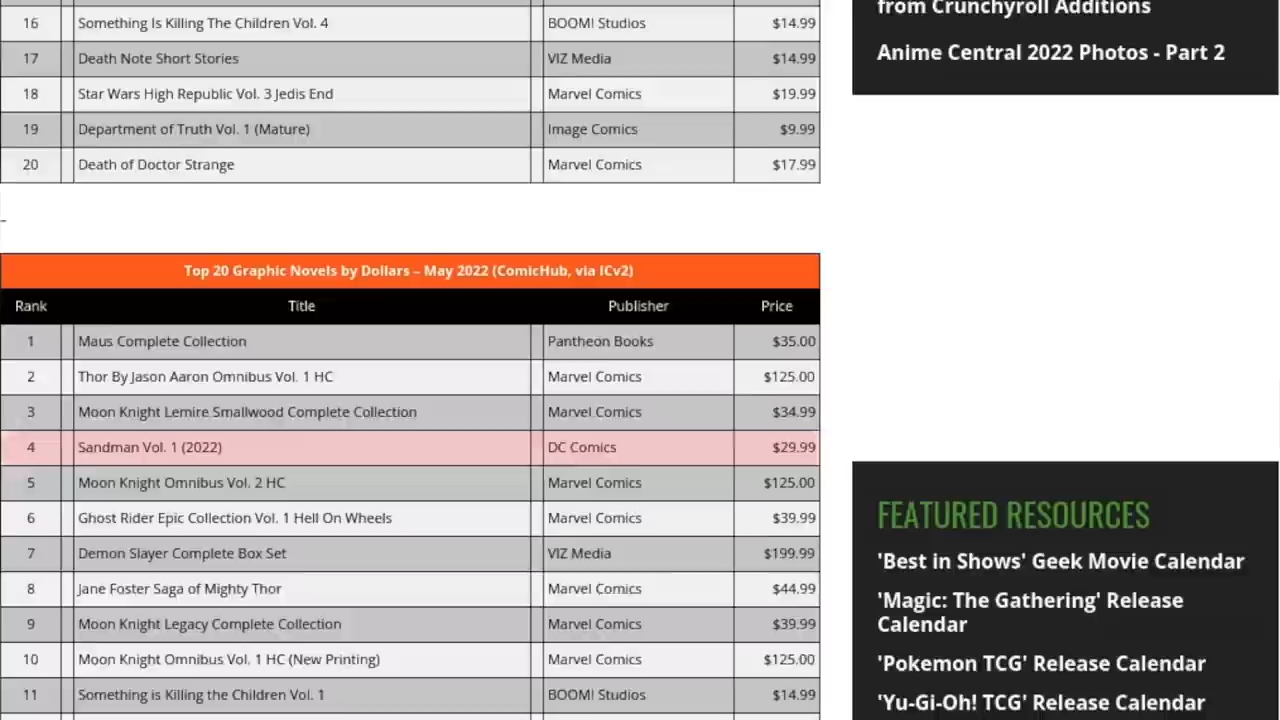 16 Something Is Killing The Children Vol. 4 BOOM! Studios $14.99
17 Death Note Short Stories VIZ Media $14.99
18 Star Wars High Republic Vol. 3 Jedis End Marvel Comics $19.99
19 Department of Truth Vol. 1 (Mature) Image Comics $9.99
20 Death of Doctor Strange Marvel Comics $17.99
Top 20 Graphic Novels by Dollars – May 2022 (ComicHub, via ICv2)
Rank Title Publisher Price
1 Maus Complete Collection Pantheon Books $35.00
2 Thor By Jason Aaron Omnibus Vol. 1 HC Marvel Comics $125.00
3 Moon Knight Lemire Smallwood Complete Collection Marvel Comics $34.99
4 Sandman Vol. 1 (2022) DC Comics $29.99
5 Moon Knight Omnibus Vol. 2 HC Marvel Comics $125.00
6 Ghost Rider Epic Collection Vol. 1 Hell On Wheels Marvel Comics $39.99
7 Demon Slayer Complete Box Set VIZ Media $199.99
8 Jane Foster Saga of Mighty Thor Marvel Comics $44.99
9 Moon Knight Legacy Complete Collection Marvel Comics $39.99
10 Moon Knight Omnibus Vol. 1 HC (New Printing) Marvel Comics $125.00
11 Something is Killing the Children Vol. 1 BOOM! Studios $14.99
from Crunchyroll Additions
Anime Central 2022 Photos - Part 2
FEATURED RESOURCES
'Best in Shows' Geek Movie Calendar
'Magic: The Gathering' Release
Calendar
'Pokemon TCG' Release Calendar
'Yu-Gi-Oh! TCG' Release Calendar